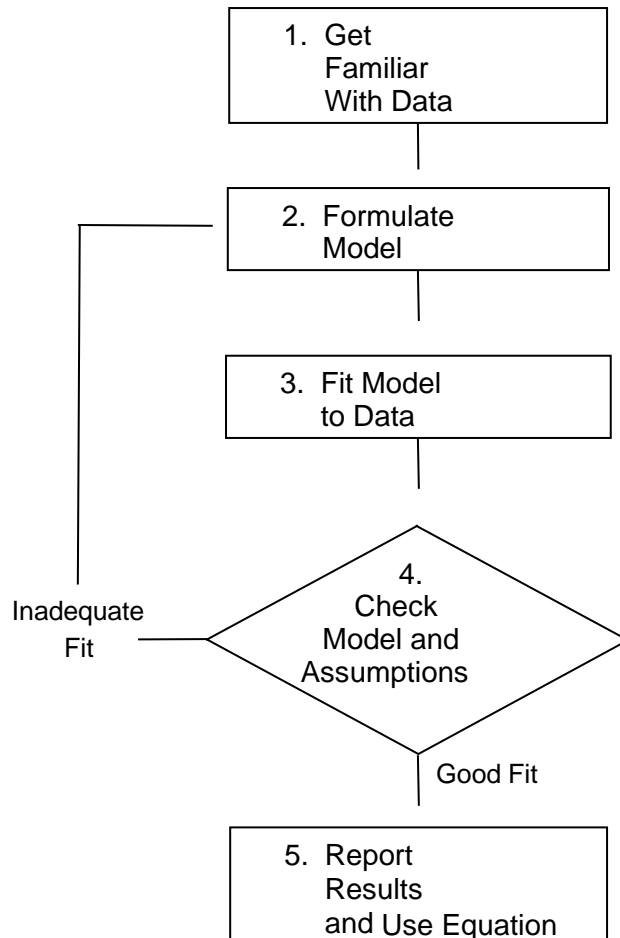 1. Get
Familiar
With Data
2. Formulate
Model
3. Fit Model
to Data
4.
Check
Model and
Assumptions
Inadequate
Fit
Good Fit
5. Report
Results
and Use Equation